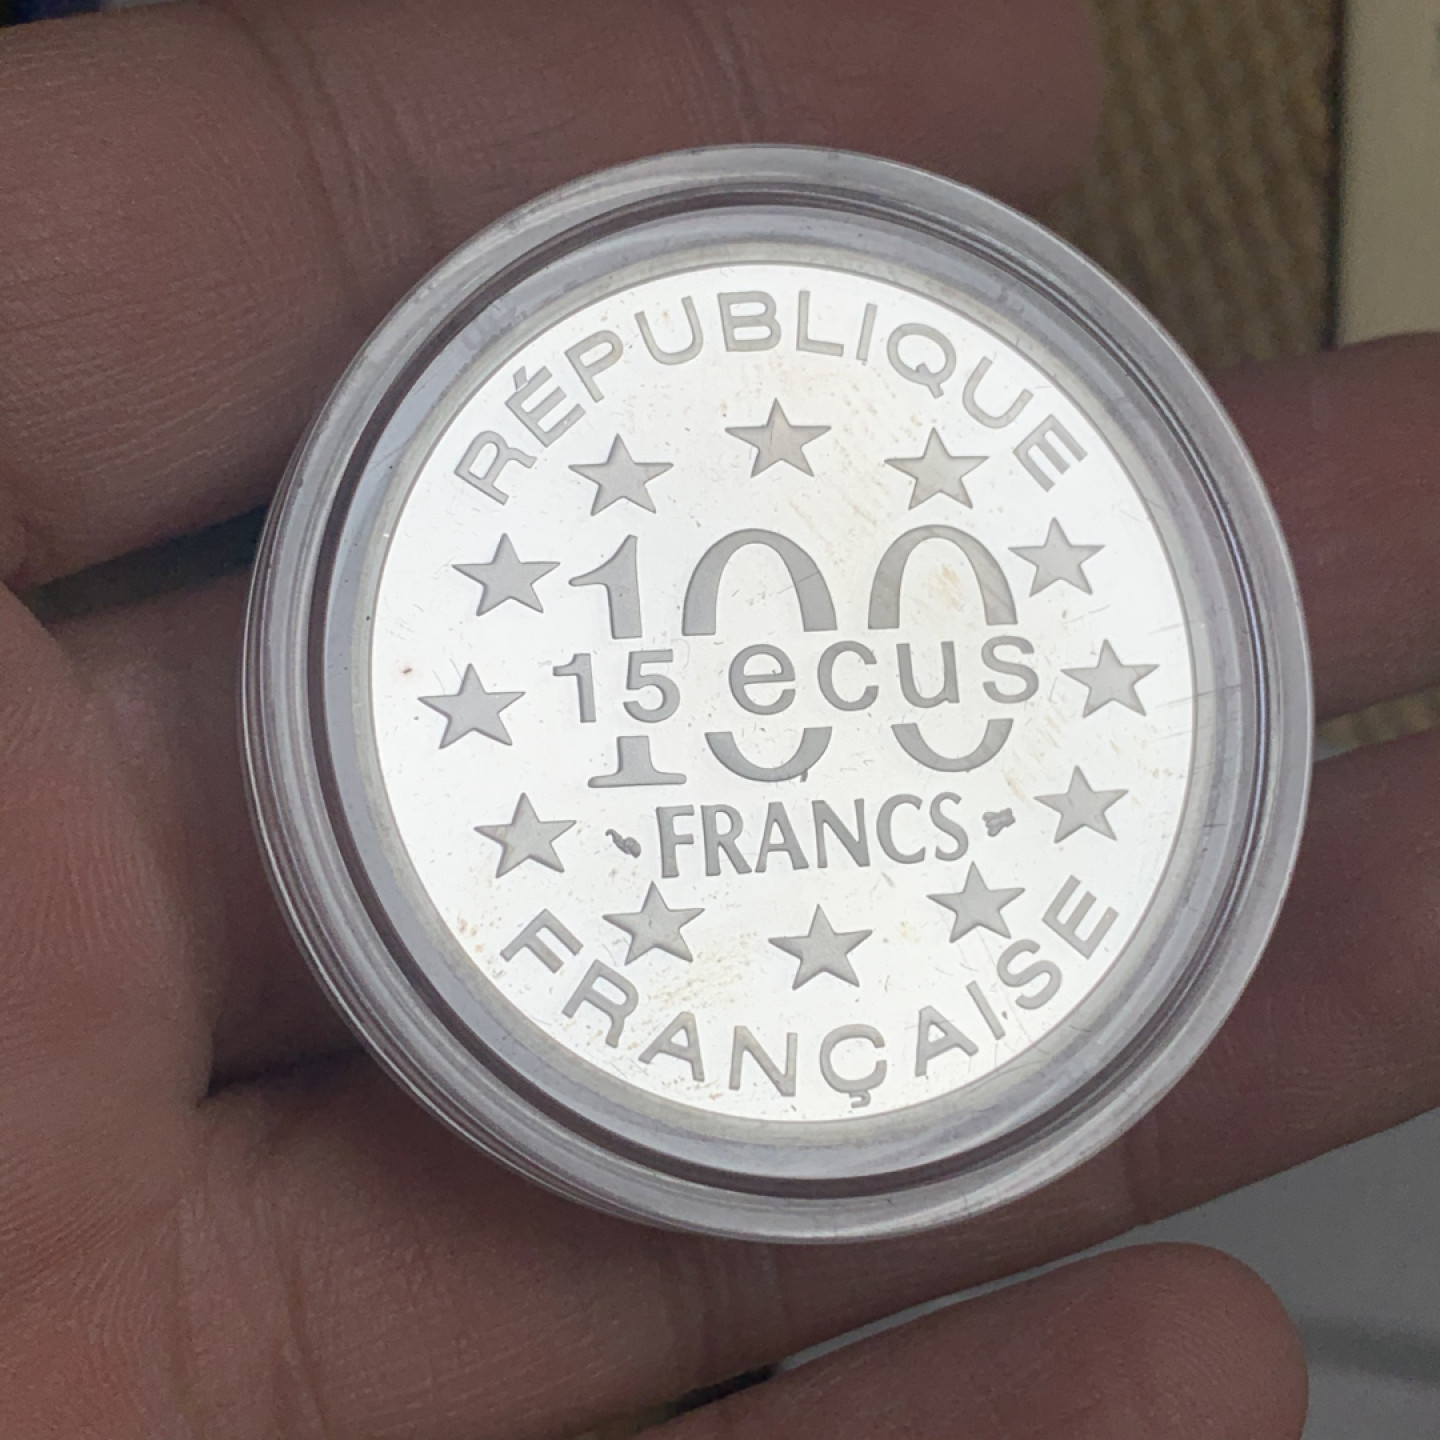 RÉPUBLIQUE
100
15 ecus
FRANCS
FRANÇAISE